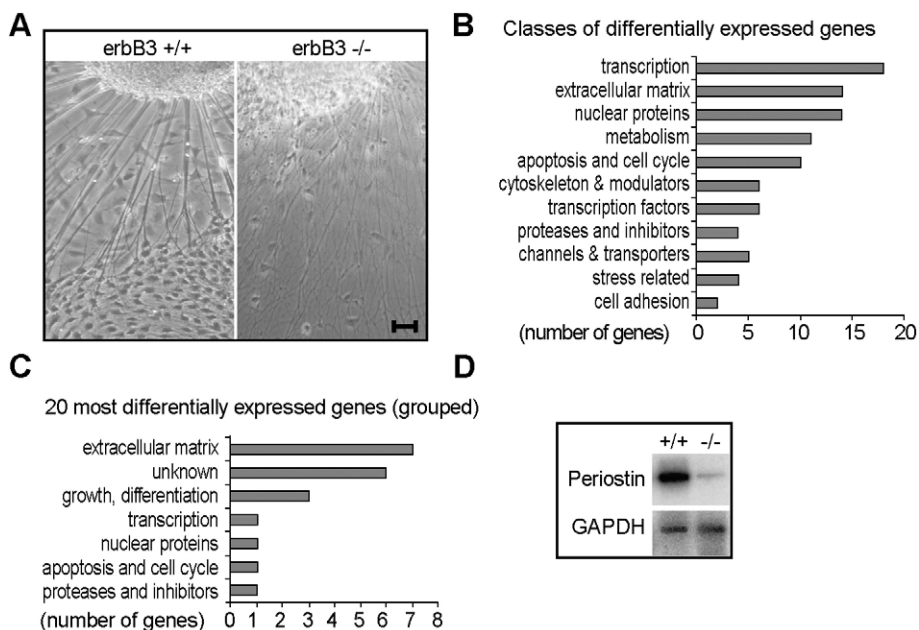 A
erbB3 +/+ erbB3 -/-
B
Classes of differentially expressed genes
transcription
extracellular matrix
nuclear proteins
metabolism
apoptosis and cell cycle
cytoskeleton & modulators
transcription factors
proteases and inhibitors
channels & transporters
stress related
cell adhesion
(number of genes) 0 5 10 15 20
C
20 most differentially expressed genes (grouped)
extracellular matrix
unknown
growth, differentiation
transcription
nuclear proteins
apoptosis and cell cycle
proteases and inhibitors
(number of genes) 0 1 2 3 4 5 6 7 8
D
+/+ -/-
Periostin
GAPDH